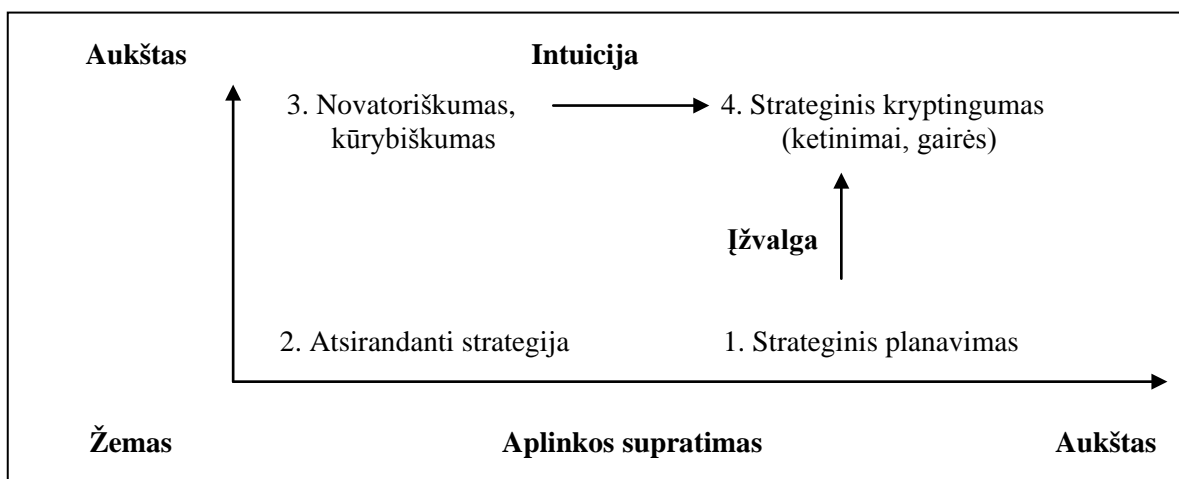 Aukštas Intuicija
3. Novatoriškumas, 4. Strateginis kryptingumas
kūrybiškumas (ketinimai, gairės)
Įžvalga
2. Atsirandanti strategija 1. Strateginis planavimas
Žemas Aplinkos supratimas Aukštas